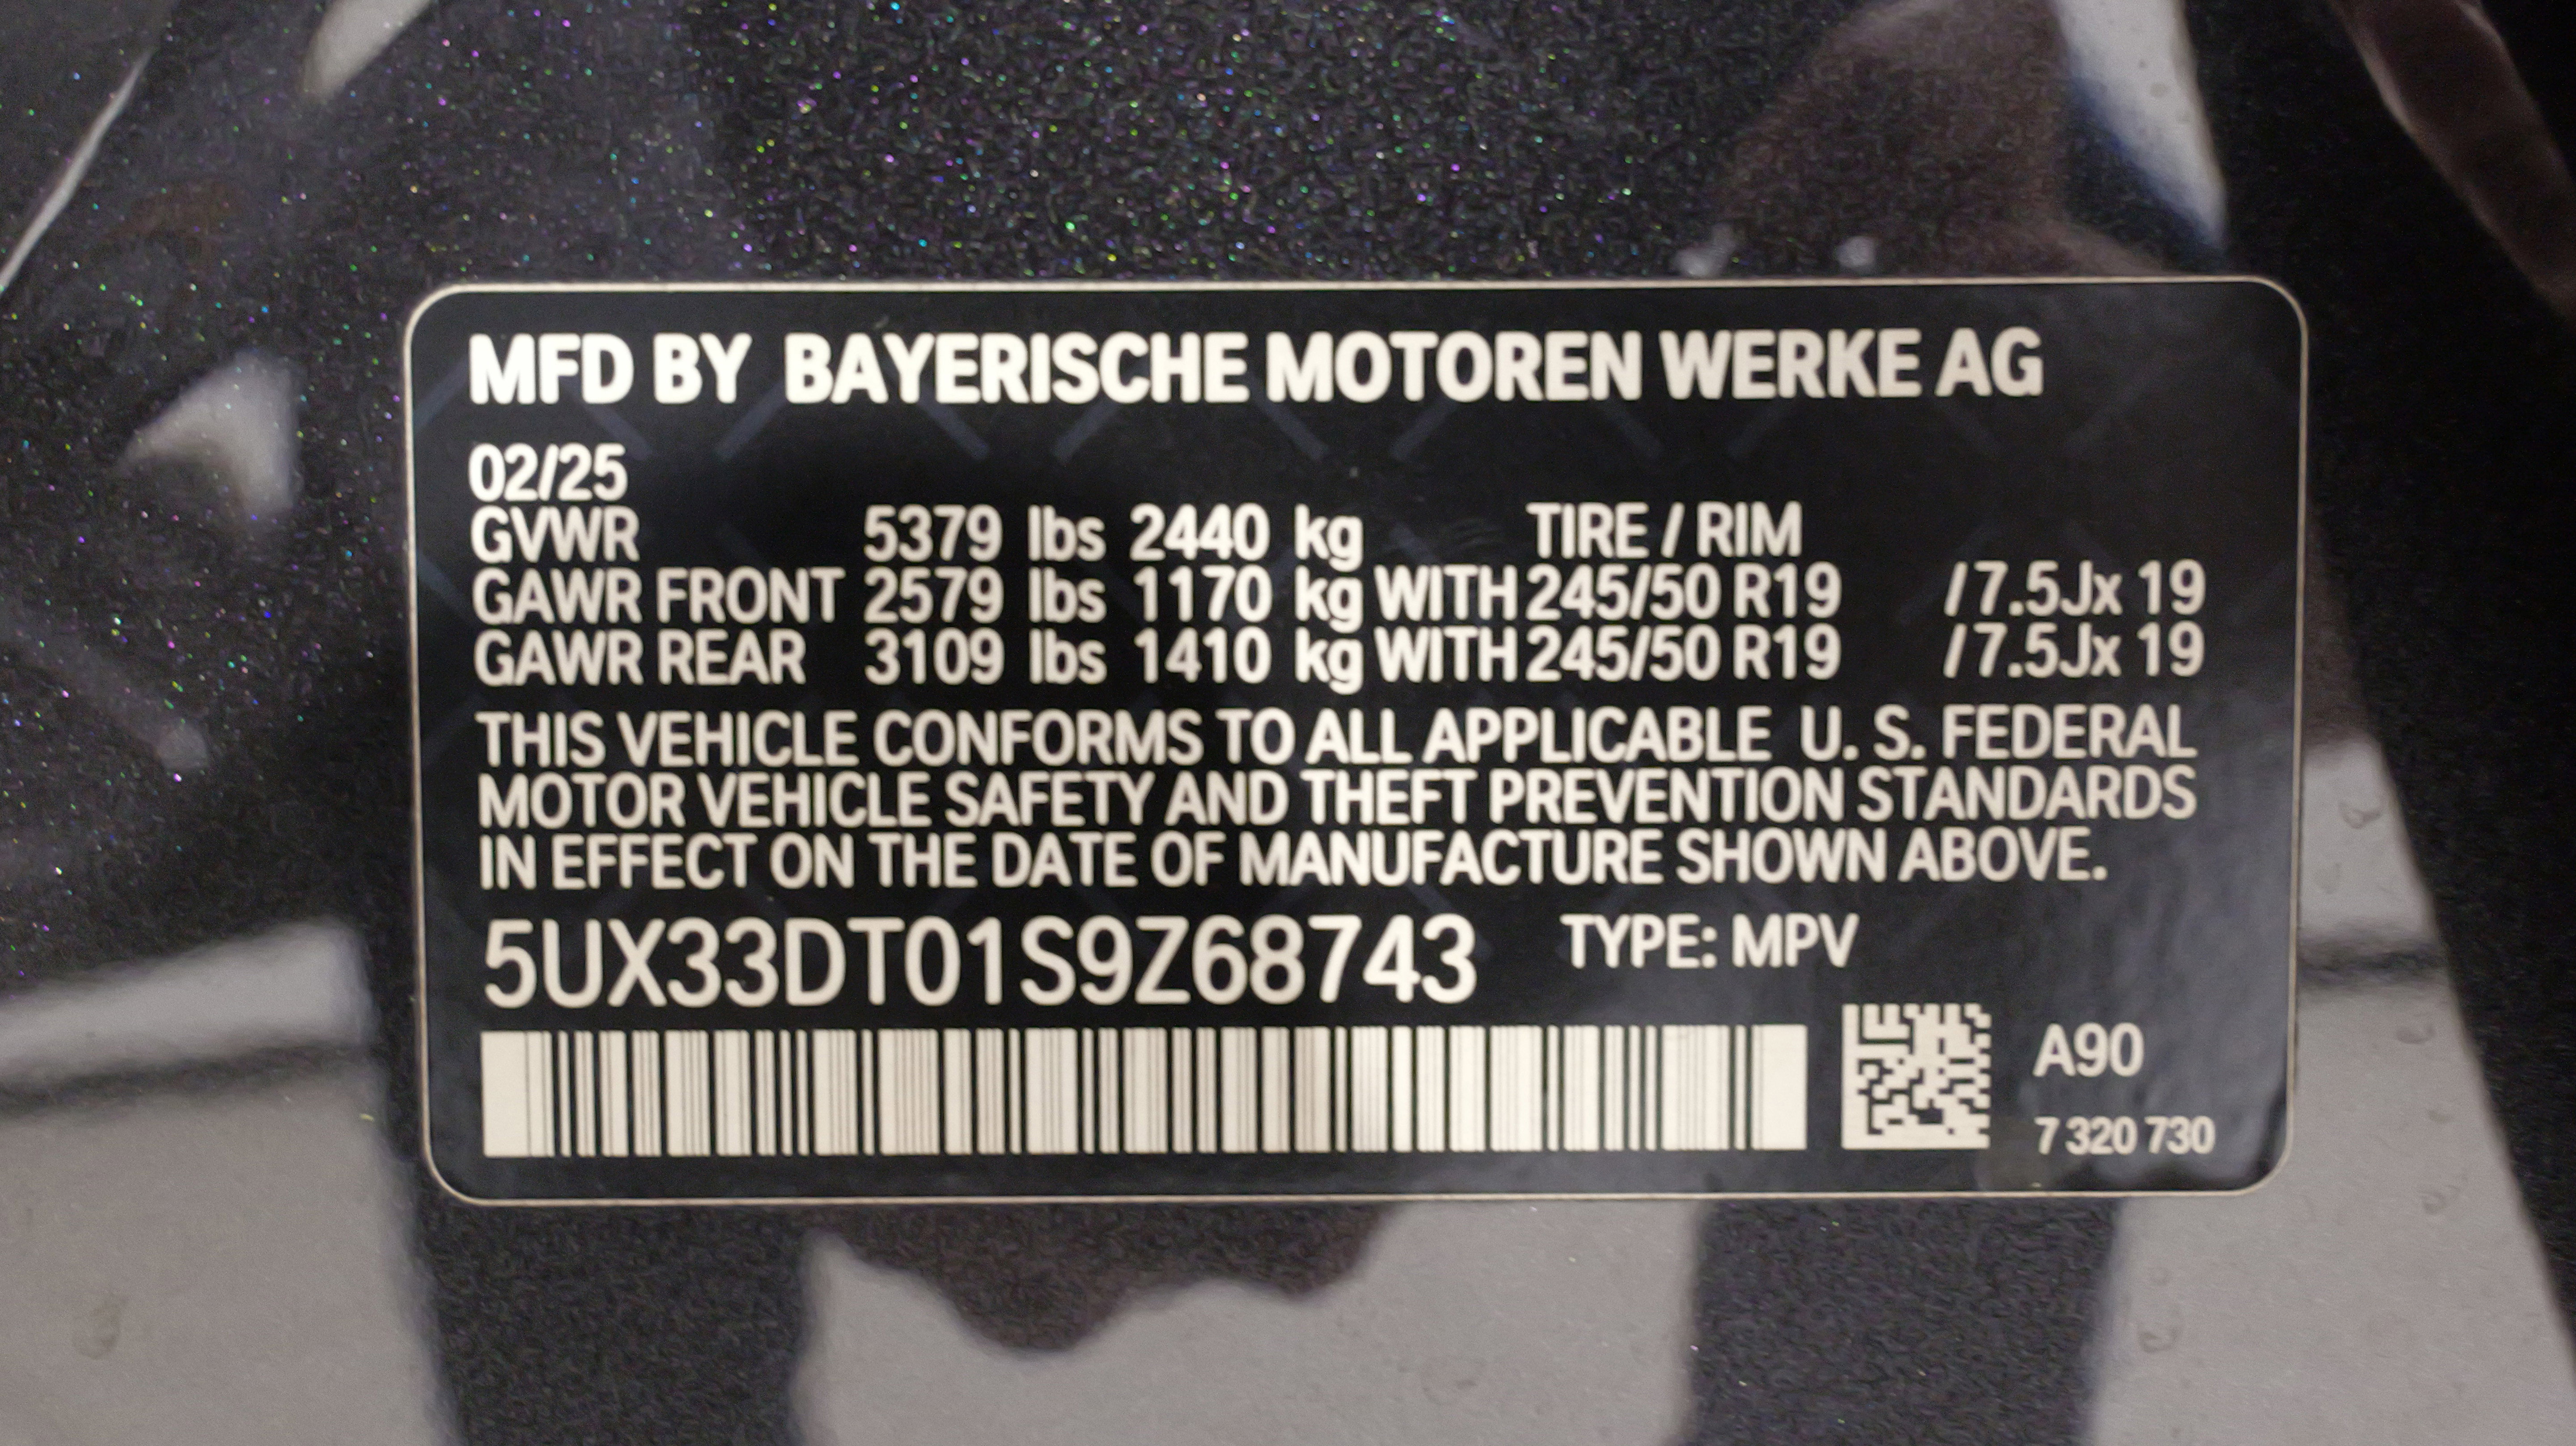 MFD BY BAYERISCHE MOTOREN WERKE AG
02/25
GVWR 5379 lbs 2440 kg TIRE / RIM
GAWR FRONT 2579 lbs 1170 kg WITH 245/50 R19 / 7.5Jx 19
GAWR REAR 3109 lbs 1410 kg WITH 245/50 R19 / 7.5Jx 19
THIS VEHICLE CONFORMS TO ALL APPLICABLE U. S. FEDERAL
MOTOR VEHICLE SAFETY AND THEFT PREVENTION STANDARDS
IN EFFECT ON THE DATE OF MANUFACTURE SHOWN ABOVE.
5UX33DT01S9Z68743 TYPE: MPV
A90
7 320 730